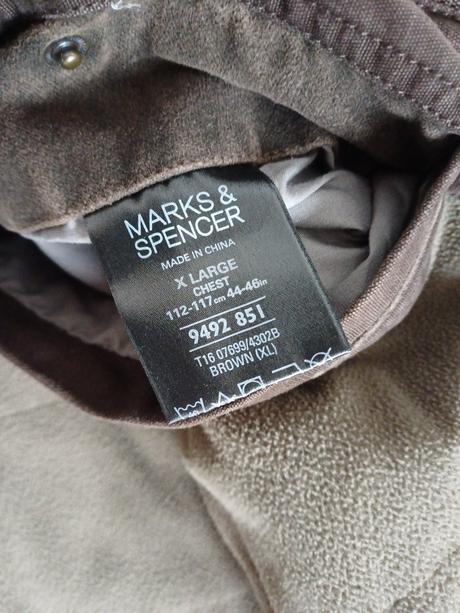 MARKS &
SPENCER
MADE IN CHINA
X LARGE
CHEST
112-117cm 44-46in
9492 851
T16 07699/4302B
BROWN (XL)